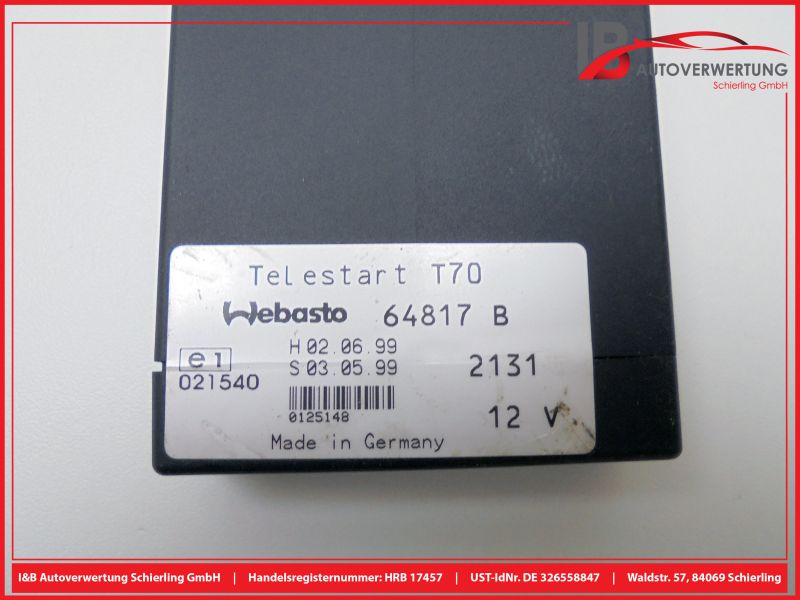 IB
AUTOVERWERTUNG
Schierling GmbH
Telestart T70
Webasto 64817 B
H 02.06.99
e1 S 03.05.99 2131
021540
0125148 12 V
Made in Germany
I&B Autoverwertung Schierling GmbH | Handelsregisternummer: HRB 17457 | UST-IdNr. DE 326558847 | Waldstr. 57, 84069 Schierling